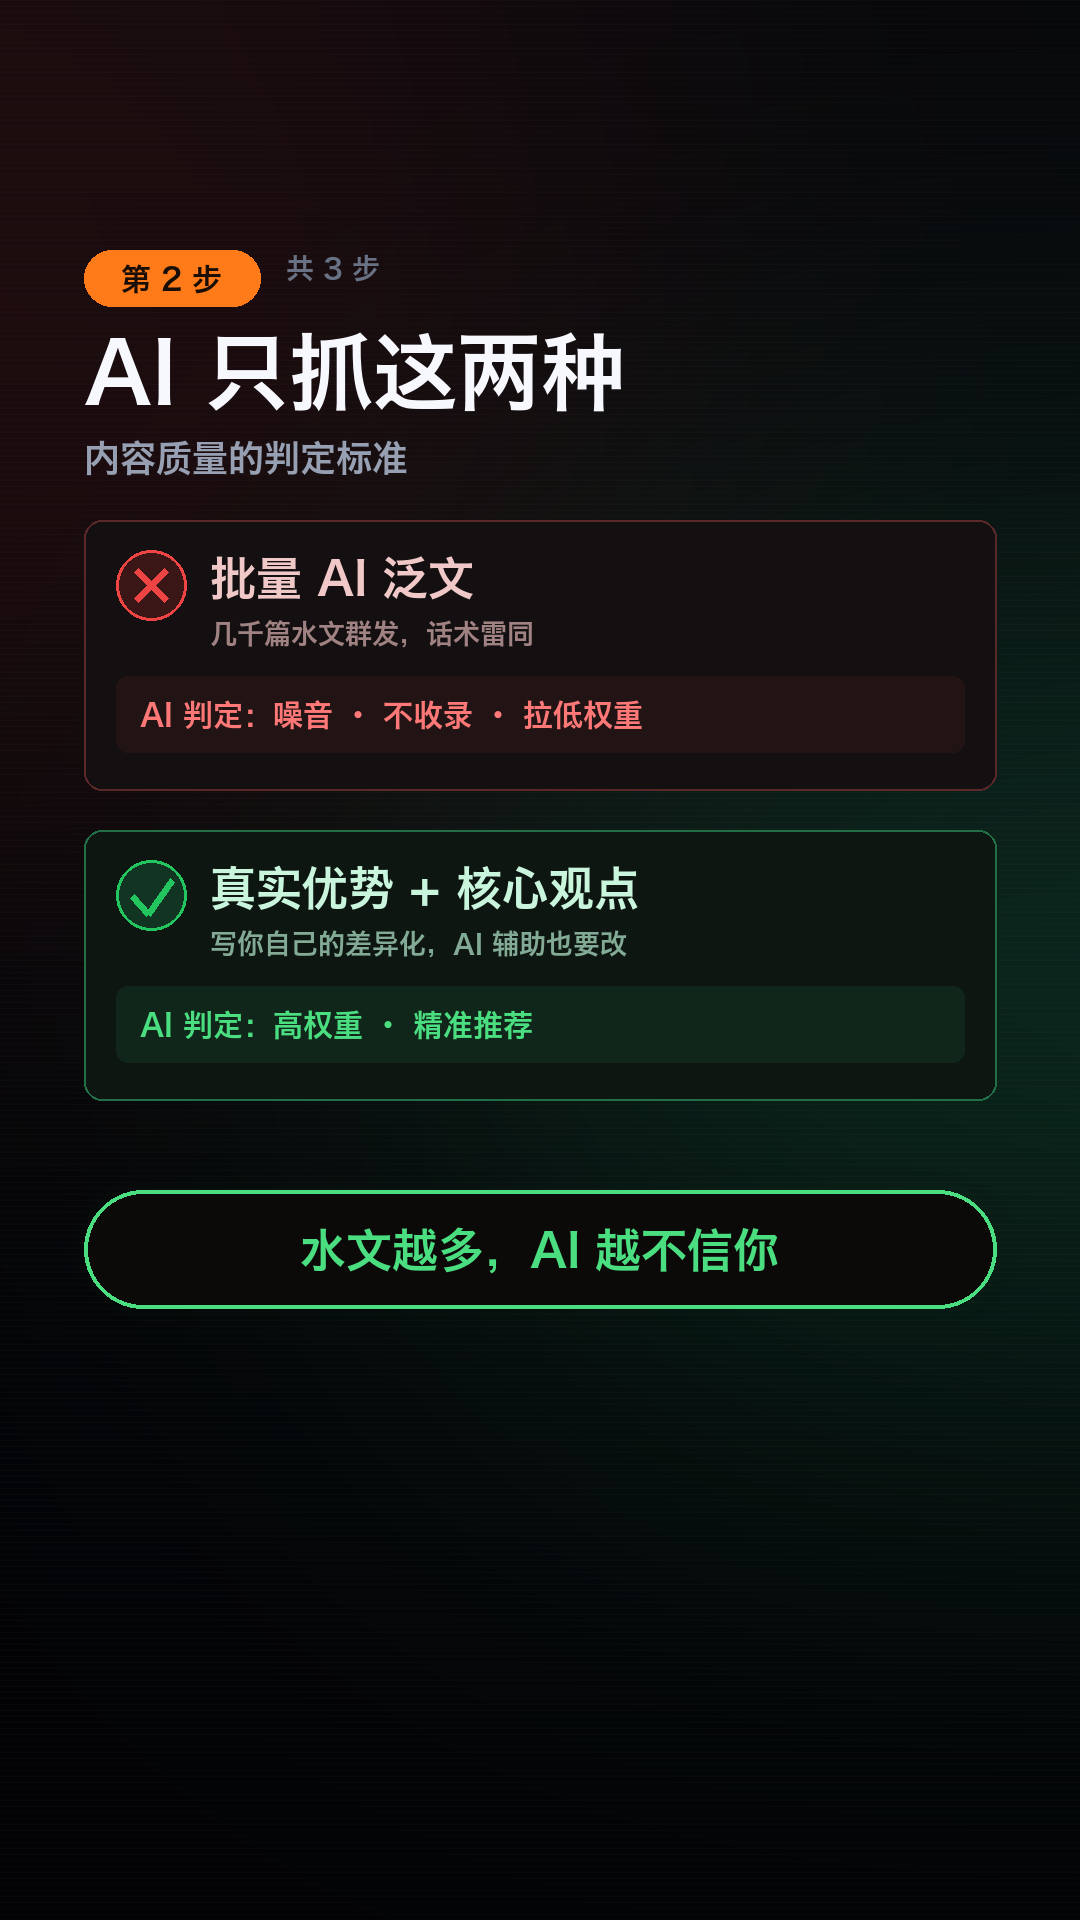 第 2 步
共 3 步
AI 只抓这两种
内容质量的判定标准
批量 AI 泛文
几千篇水文群发，话术雷同
AI 判定：噪音 · 不收录 · 拉低权重
真实优势 + 核心观点
写你自己的差异化，AI 辅助也要改
AI 判定：高权重 · 精准推荐
水文越多，AI 越不信你